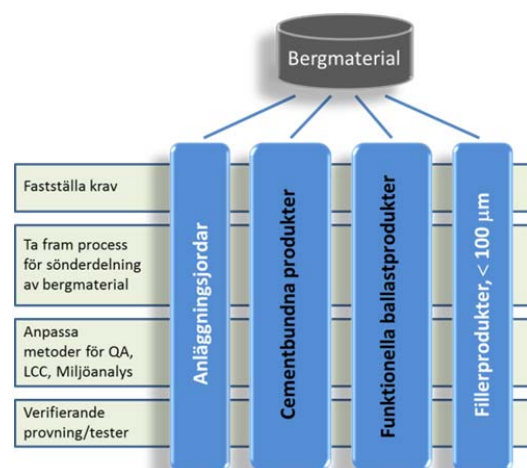 Bergmaterial
Fastställa krav
Ta fram process
för sönderdelning
av bergmaterial
Anpassa
metoder för QA,
LCC, Miljöanalys
Verifierande
provning/tester
Anläggningsjordar
Cementbundna produkter
Funktionella ballastprodukter
Fillerprodukter, < 100 µm